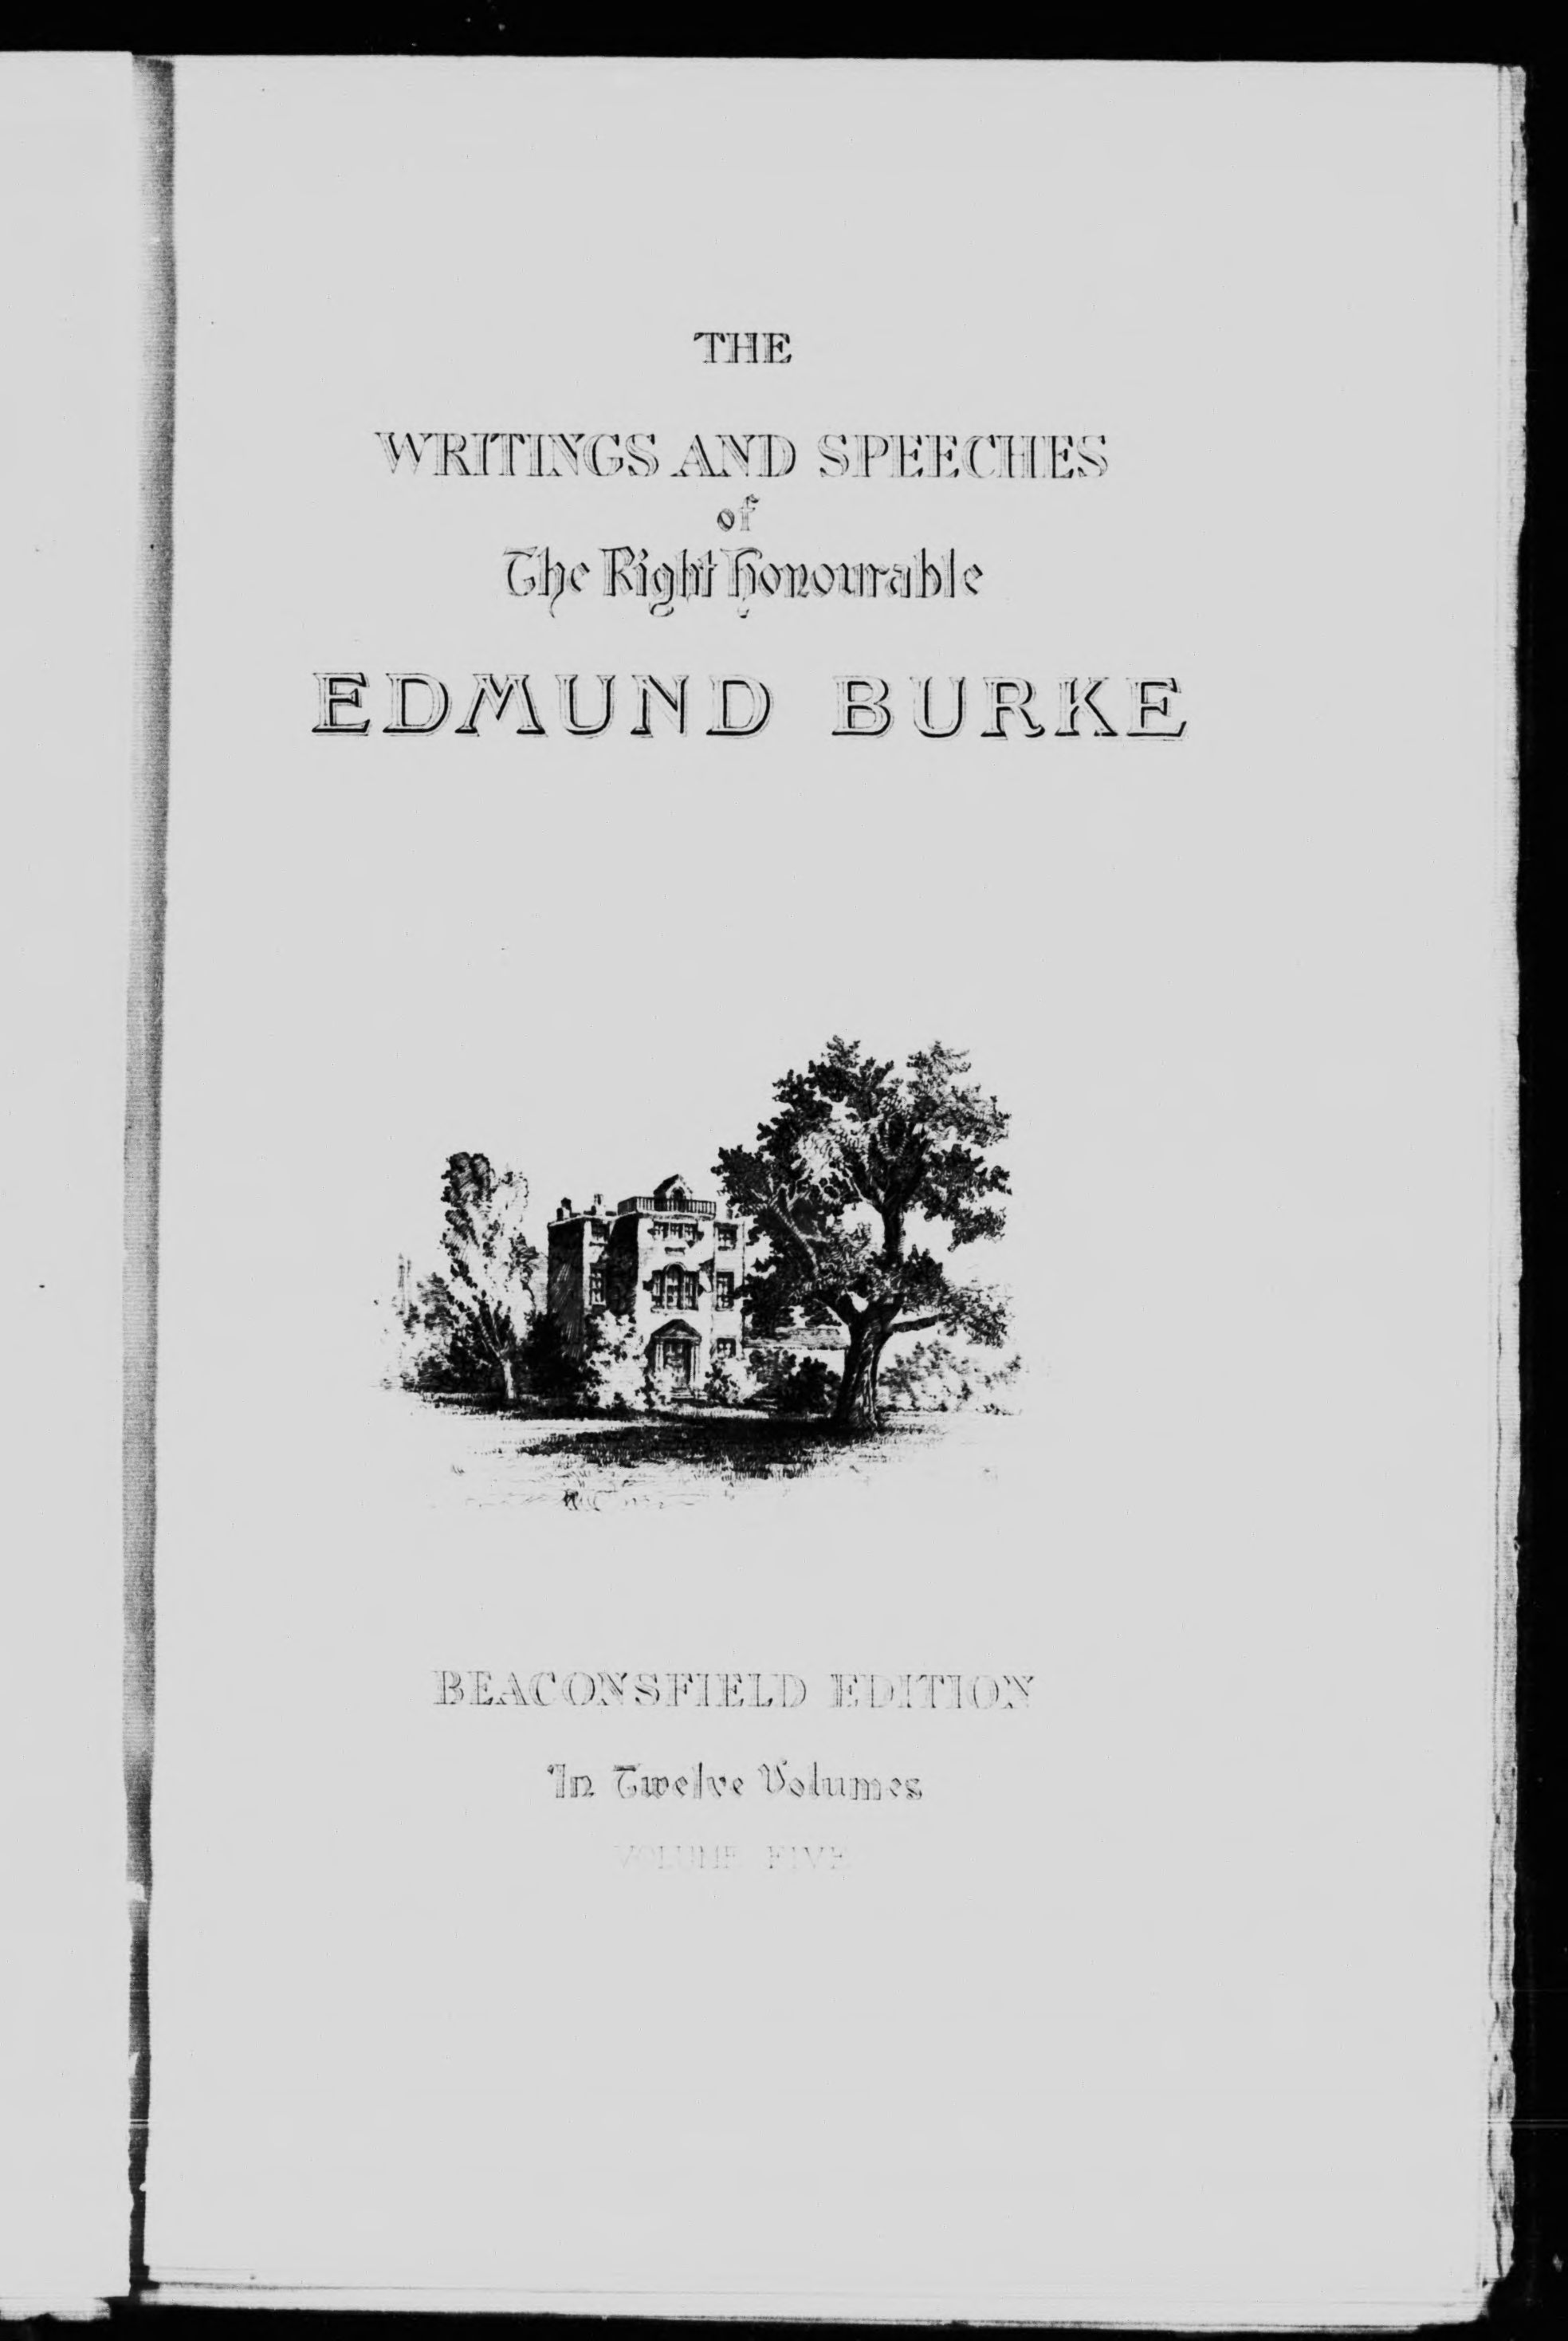 THE
WRITINGS AND SPEECHES
of
The Right Honourable
EDMUND BURKE
BEACONSFIELD EDITION
In Twelve Volumes
VOLUME FIVE